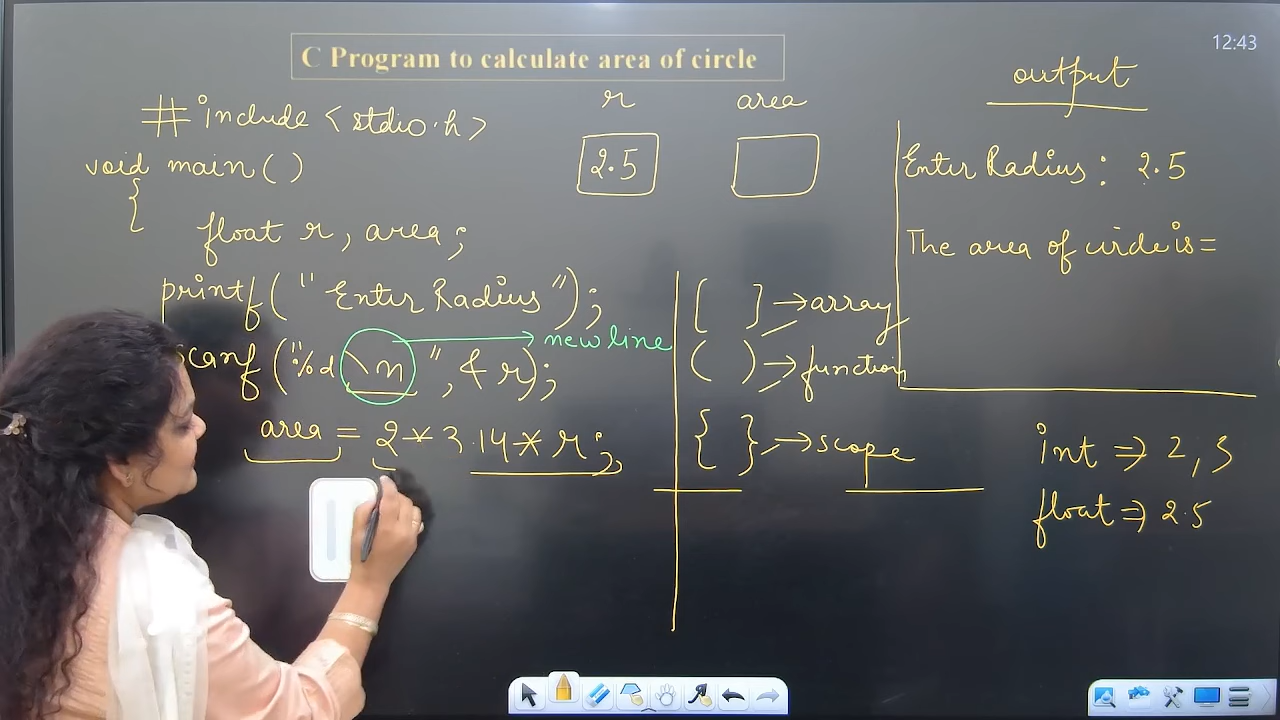 12:43
C Program to calculate area of circle
# include <stdio.h>
void main()
{
float r, area;
printf("Enter Radius");
scanf("%d \n", & r);
new line
area = 2 * 3.14 * r;
r area
2.5
output
Enter Radius: 2.5
The area of circle is =
[ ] → array
( ) → function
{ } → scope
int ⇒ 2, 3
float ⇒ 2.5